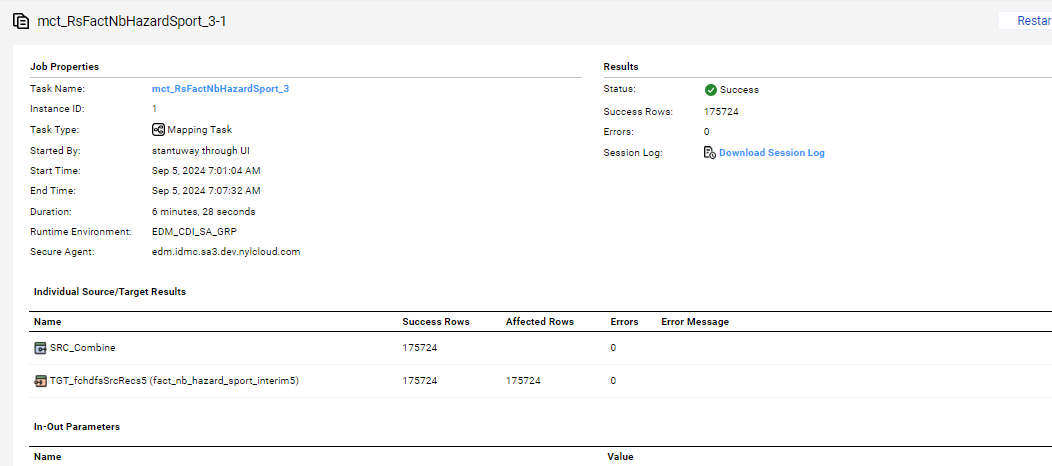 mct_RsFactNbHazardSport_3-1
Restar
Job Properties
Task Name: mct_RsFactNbHazardSport_3
Instance ID: 1
Task Type: Mapping Task
Started By: stantuway through UI
Start Time: Sep 5, 2024 7:01:04 AM
End Time: Sep 5, 2024 7:07:32 AM
Duration: 6 minutes, 28 seconds
Runtime Environment: EDM_CDI_SA_GRP
Secure Agent: edm.idmc.sa3.dev.nylcloud.com
Results
Status: Success
Success Rows: 175724
Errors: 0
Session Log: Download Session Log
Individual Source/Target Results
Name Success Rows Affected Rows Errors Error Message
SRC_Combine 175724 0
TGT_fchdfsSrcRecs5 (fact_nb_hazard_sport_interim5) 175724 175724 0
In-Out Parameters
Name Value